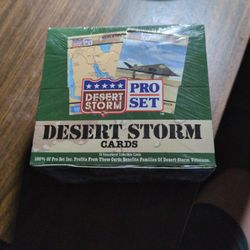 DESERT
STORM
PRO
SET
DESERT STORM
CARDS
100% Of Pro Set Inc. Profits From These Cards Benefits Families Of Desert Storm Veterans.